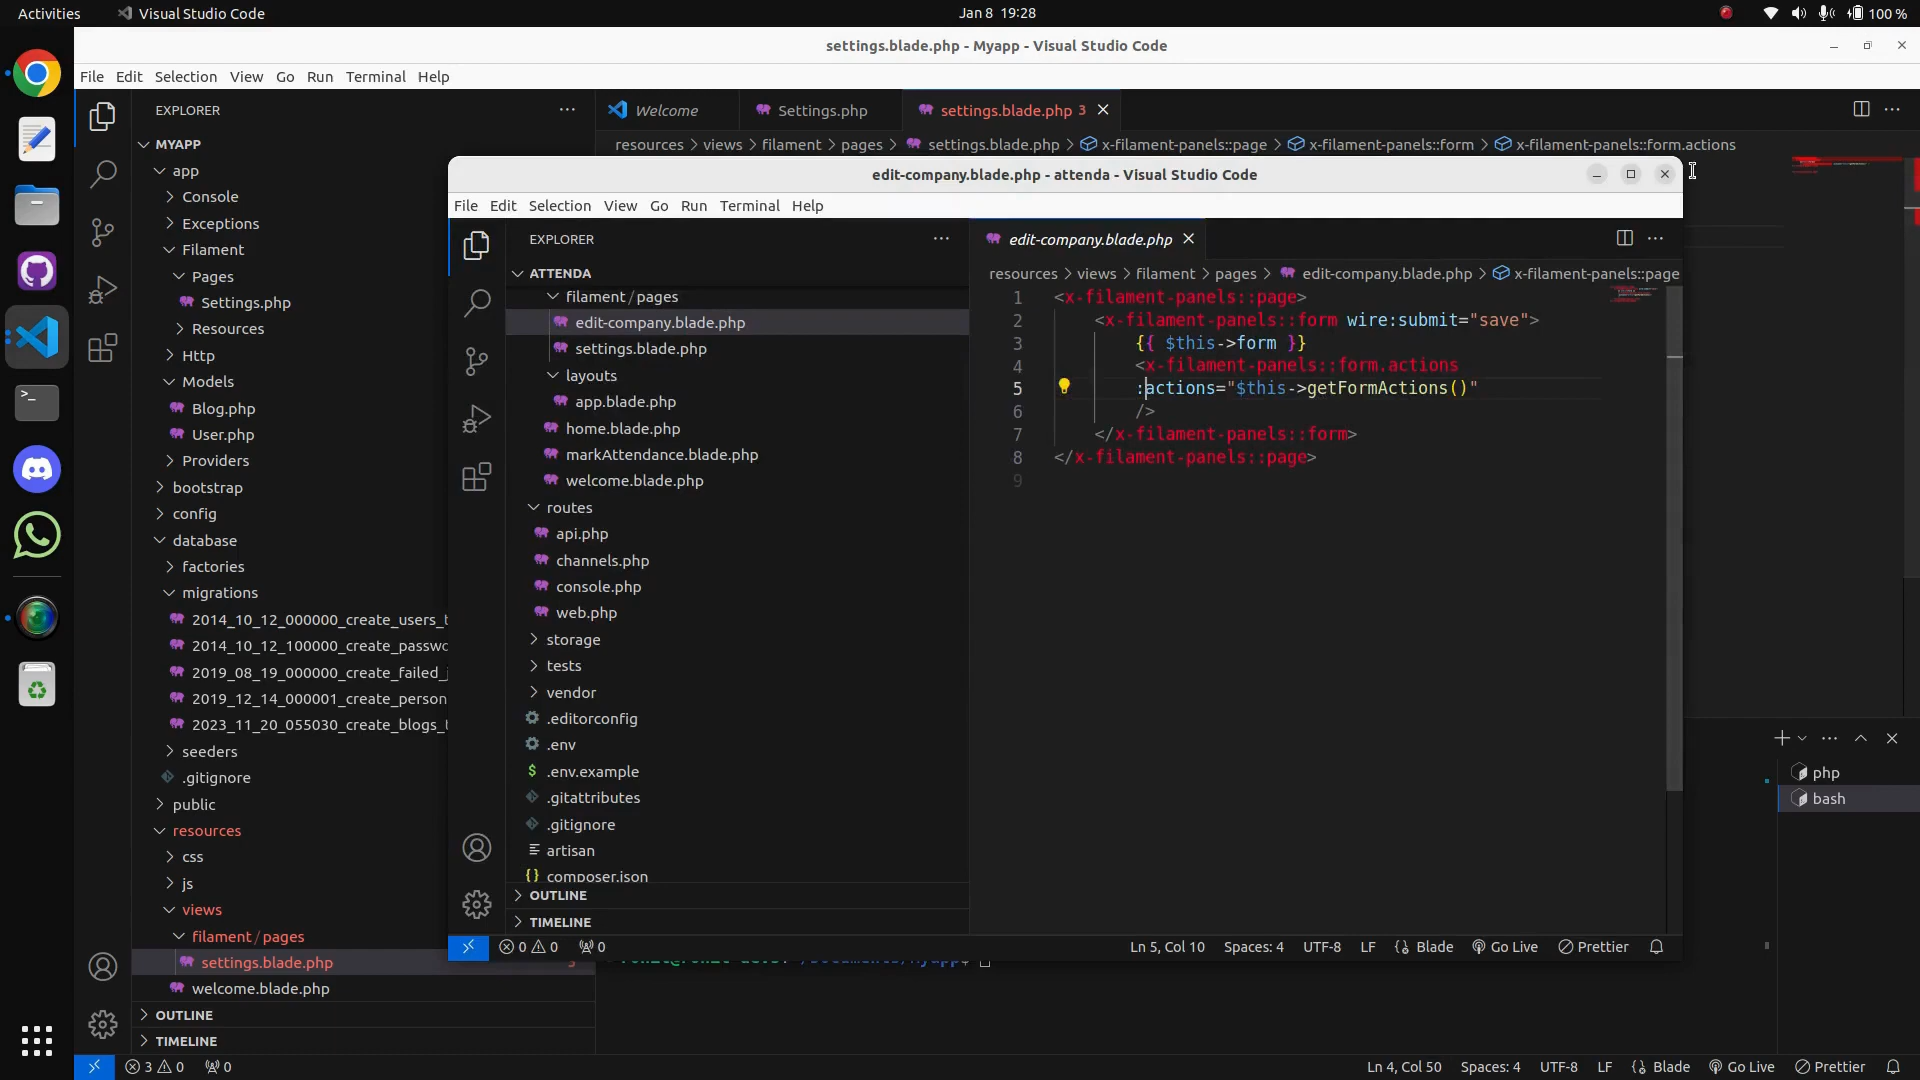 Activities
Visual Studio Code
Jan 8 19:28
100 %
settings.blade.php - Myapp - Visual Studio Code
File Edit Selection View Go Run Terminal Help
EXPLORER
Welcome
Settings.php
settings.blade.php 3
resources > views > filament > pages > settings.blade.php > x-filament-panels::page > x-filament-panels::form > x-filament-panels::form.actions
MYAPP
app
Console
Exceptions
Filament
Pages
Settings.php
Resources
Http
Models
Blog.php
User.php
Providers
bootstrap
config
database
factories
migrations
2014_10_12_000000_create_users_t
2014_10_12_100000_create_passwo
2019_08_19_000000_create_failed_j
2019_12_14_000001_create_person
2023_11_20_055030_create_blogs_t
seeders
.gitignore
public
resources
css
js
views
filament / pages
settings.blade.php
welcome.blade.php
OUTLINE
TIMELINE
edit-company.blade.php - attenda - Visual Studio Code
File Edit Selection View Go Run Terminal Help
EXPLORER
ATTENDA
filament / pages
edit-company.blade.php
settings.blade.php
layouts
app.blade.php
home.blade.php
markAttendance.blade.php
welcome.blade.php
routes
api.php
channels.php
console.php
web.php
storage
tests
vendor
.editorconfig
.env
.env.example
.gitattributes
.gitignore
artisan
composer.json
OUTLINE
TIMELINE
edit-company.blade.php
resources > views > filament > pages > edit-company.blade.php > x-filament-panels::page
1 <x-filament-panels::page>
2 <x-filament-panels::form wire:submit="save">
3 {{ $this->form }}
4 <x-filament-panels::form.actions
5 :actions="$this->getFormActions()"
6 />
7 </x-filament-panels::form>
8 </x-filament-panels::page>
9
0 0 0
Ln 5, Col 10 Spaces: 4 UTF-8 LF Blade Go Live Prettier
php
bash
3 0 0
Ln 4, Col 50 Spaces: 4 UTF-8 LF Blade Go Live Prettier